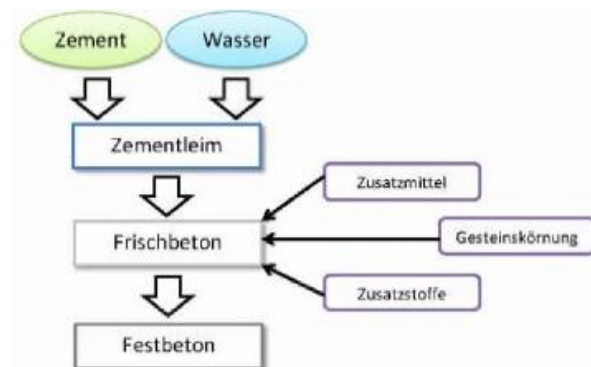 Zement
Wasser
Zementleim
Zusatzmittel
Frischbeton
Gesteinskörnung
Zusatzstoffe
Festbeton